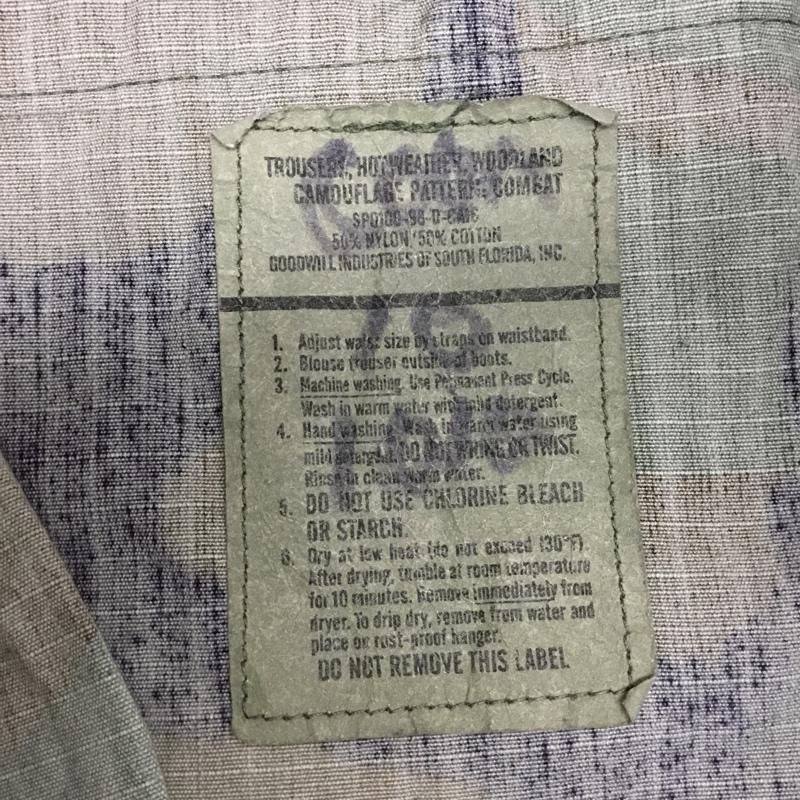 TROUSERS, HOT WEATHER, WOODLAND
CAMOUFLAGE PATTERN: COMBAT
50% NYLON/50% COTTON
GOODWILL INDUSTRIES OF SOUTH FLORIDA, INC.
1. Adjust waist size by straps on waistband.
2. Blouse trouser outside of boots.
3. Machine washing. Use Permanent Press Cycle.
Wash in warm water with mild detergent.
4. Hand washing. Wash in warm water using
mild detergent. DO NOT WRING OR TWIST.
Rinse in clean warm water.
5. DO NOT USE CHLORINE BLEACH
OR STARCH.
6. Dry at low heat (do not exceed 130°F).
After drying, tumble at room temperature
for 10 minutes. Remove immediately from
dryer. To drip dry, remove from water and
place on rust-proof hanger.
DO NOT REMOVE THIS LABEL